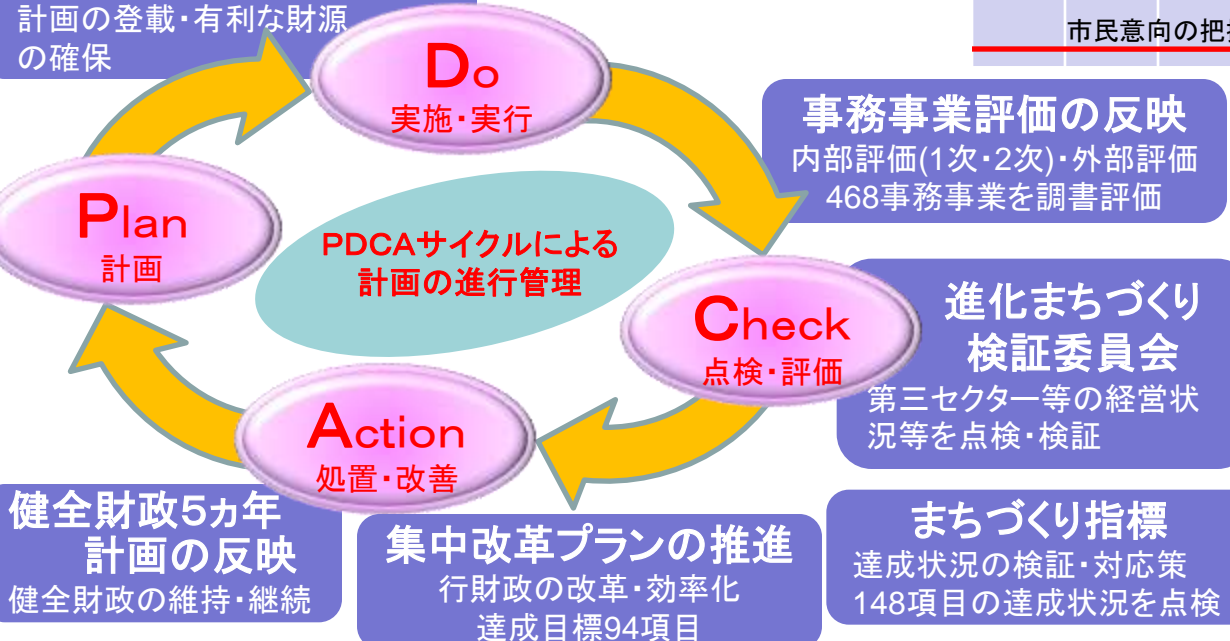 計画の登載・有利な財源
の確保
市民意向の把
Do
実施・実行
事務事業評価の反映
内部評価(1次・2次)・外部評価
468事務事業を調書評価
Plan
計画
PDCAサイクルによる
計画の進行管理
Check
点検・評価
進化まちづくり
検証委員会
第三セクター等の経営状
況等を点検・検証
Action
処置・改善
健全財政5ヵ年
計画の反映
健全財政の維持・継続
集中改革プランの推進
行財政の改革・効率化
達成目標94項目
まちづくり指標
達成状況の検証・対応策
148項目の達成状況を点検